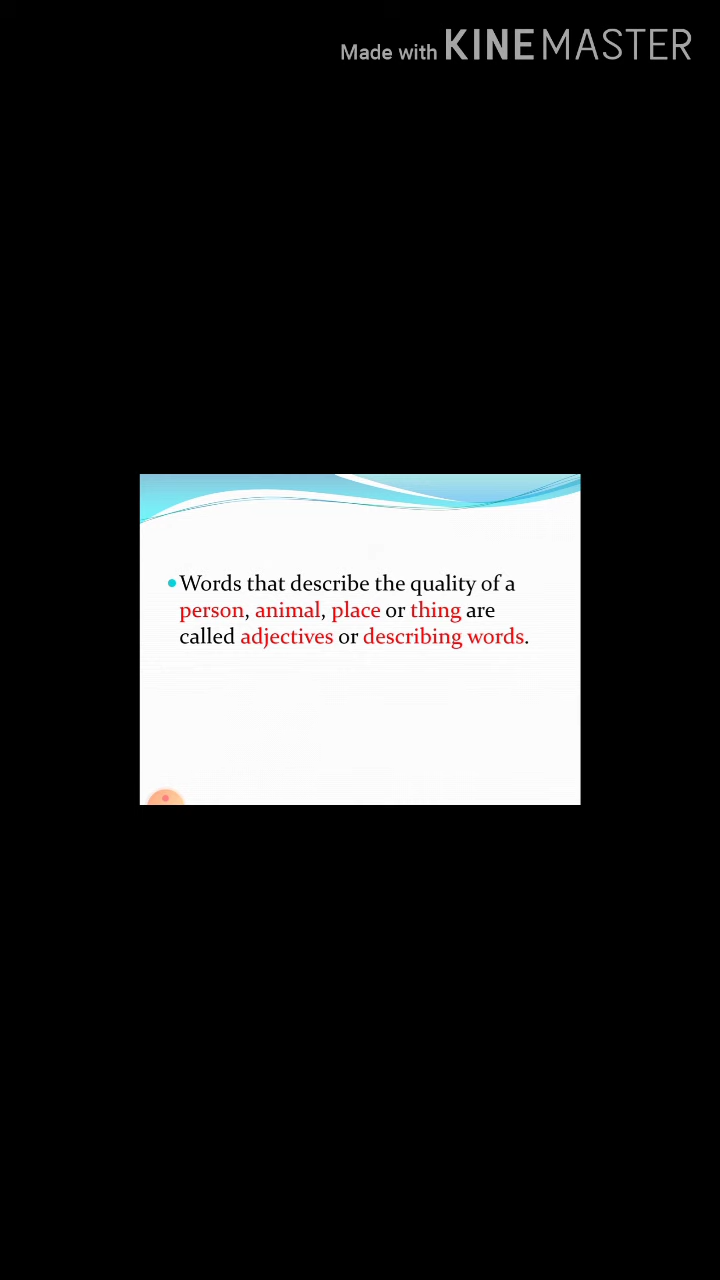 Made with KINEMASTER
•Words that describe the quality of a
person, animal, place or thing are
called adjectives or describing words.